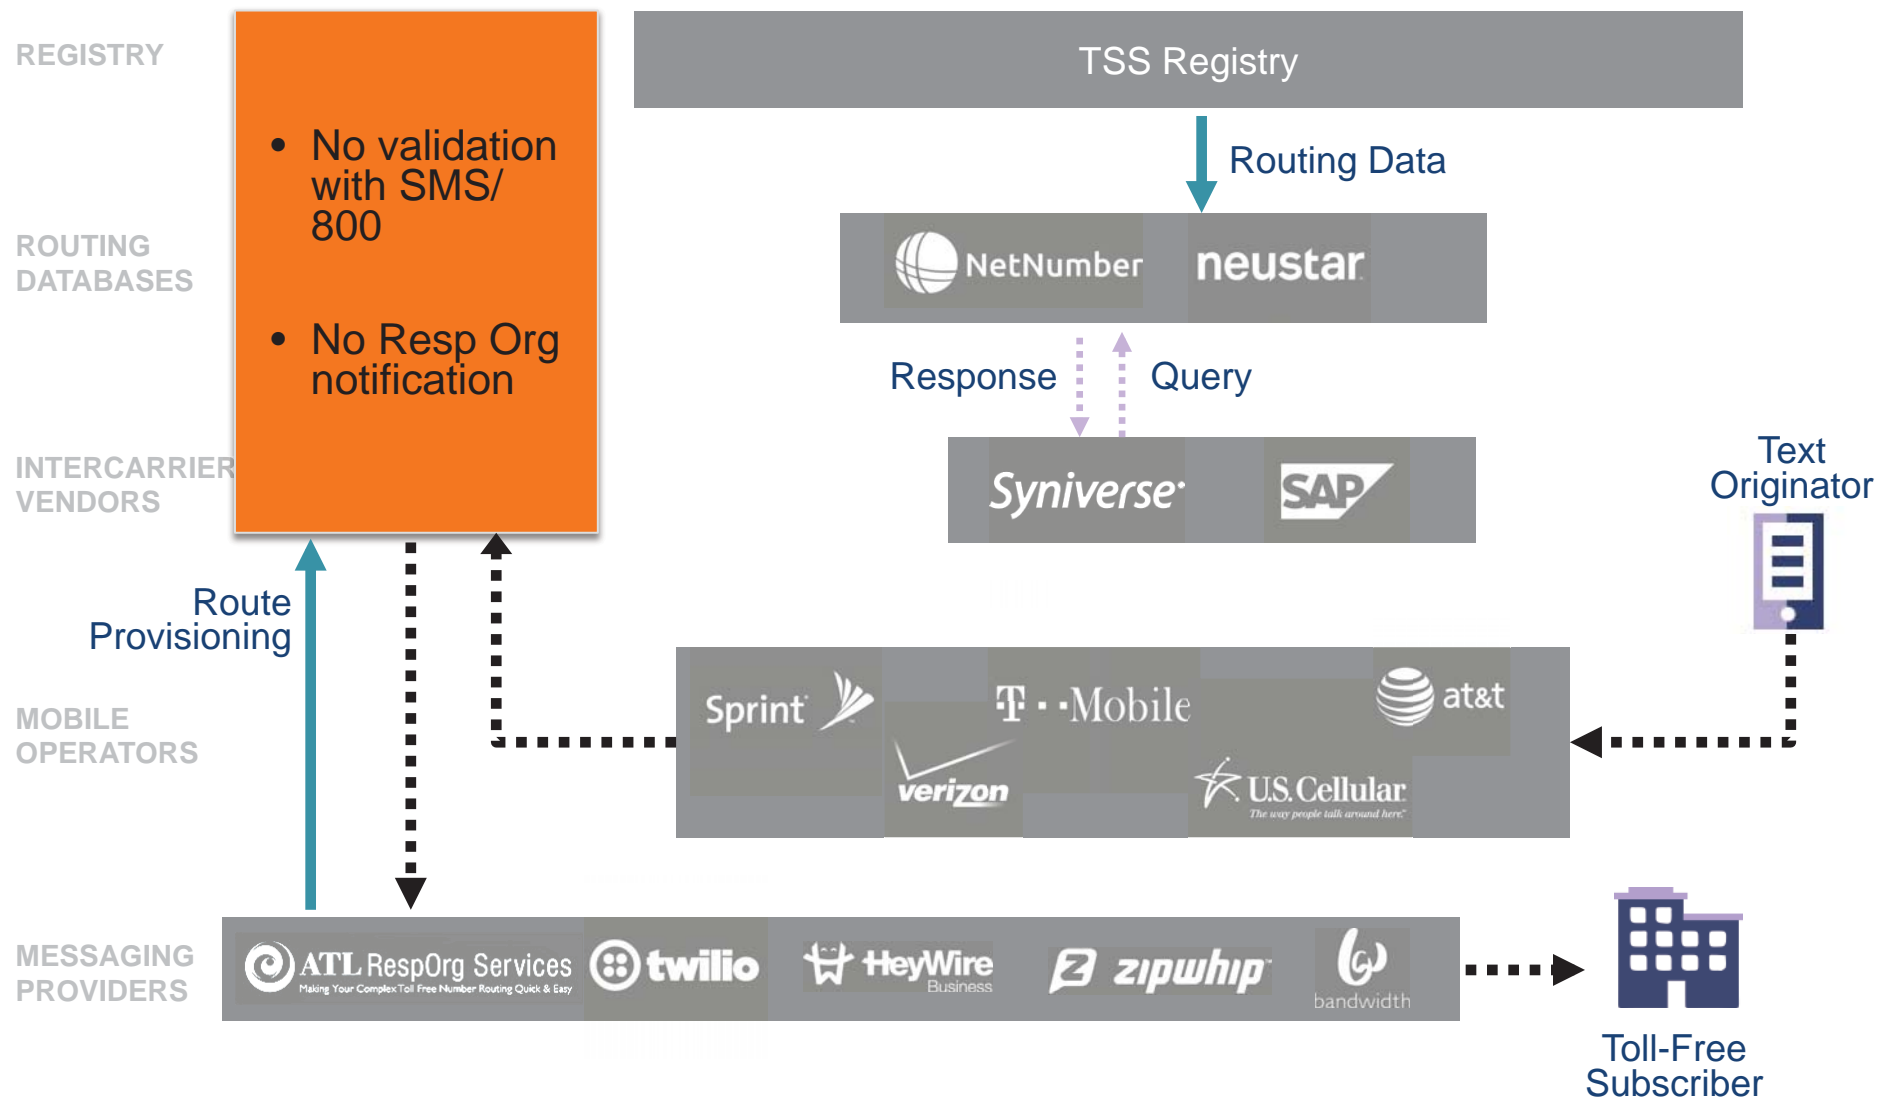 REGISTRY
• No validation
with SMS/
800
• No Resp Org
notification
TSS Registry
Routing Data
ROUTING
DATABASES
NetNumber
neustar
Response
Query
INTERCARRIER
VENDORS
Syniverse
SAP
Text
Originator
Route
Provisioning
MOBILE
OPERATORS
Sprint
T··Mobile
at&t
verizon
U.S. Cellular
The way people talk around here.
MESSAGING
PROVIDERS
ATL RespOrg Services
Making Your Complex Toll Free Number Routing Quick & Easy
twilio
HeyWire
Business
zipwhip
bandwidth
Toll-Free
Subscriber